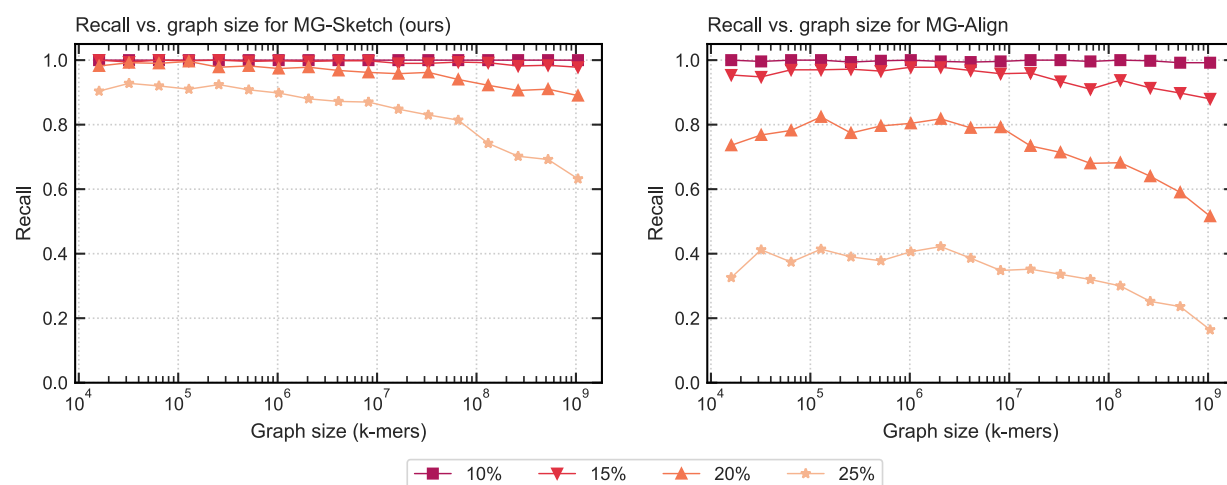 Recall vs. graph size for MG-Sketch (ours)
1.0
0.8
0.6
0.4
0.2
0.0
Recall
10^4 10^5 10^6 10^7 10^8 10^9
Graph size (k-mers)
Recall vs. graph size for MG-Align
1.0
0.8
0.6
0.4
0.2
0.0
Recall
10^4 10^5 10^6 10^7 10^8 10^9
Graph size (k-mers)
10% 15% 20% 25%